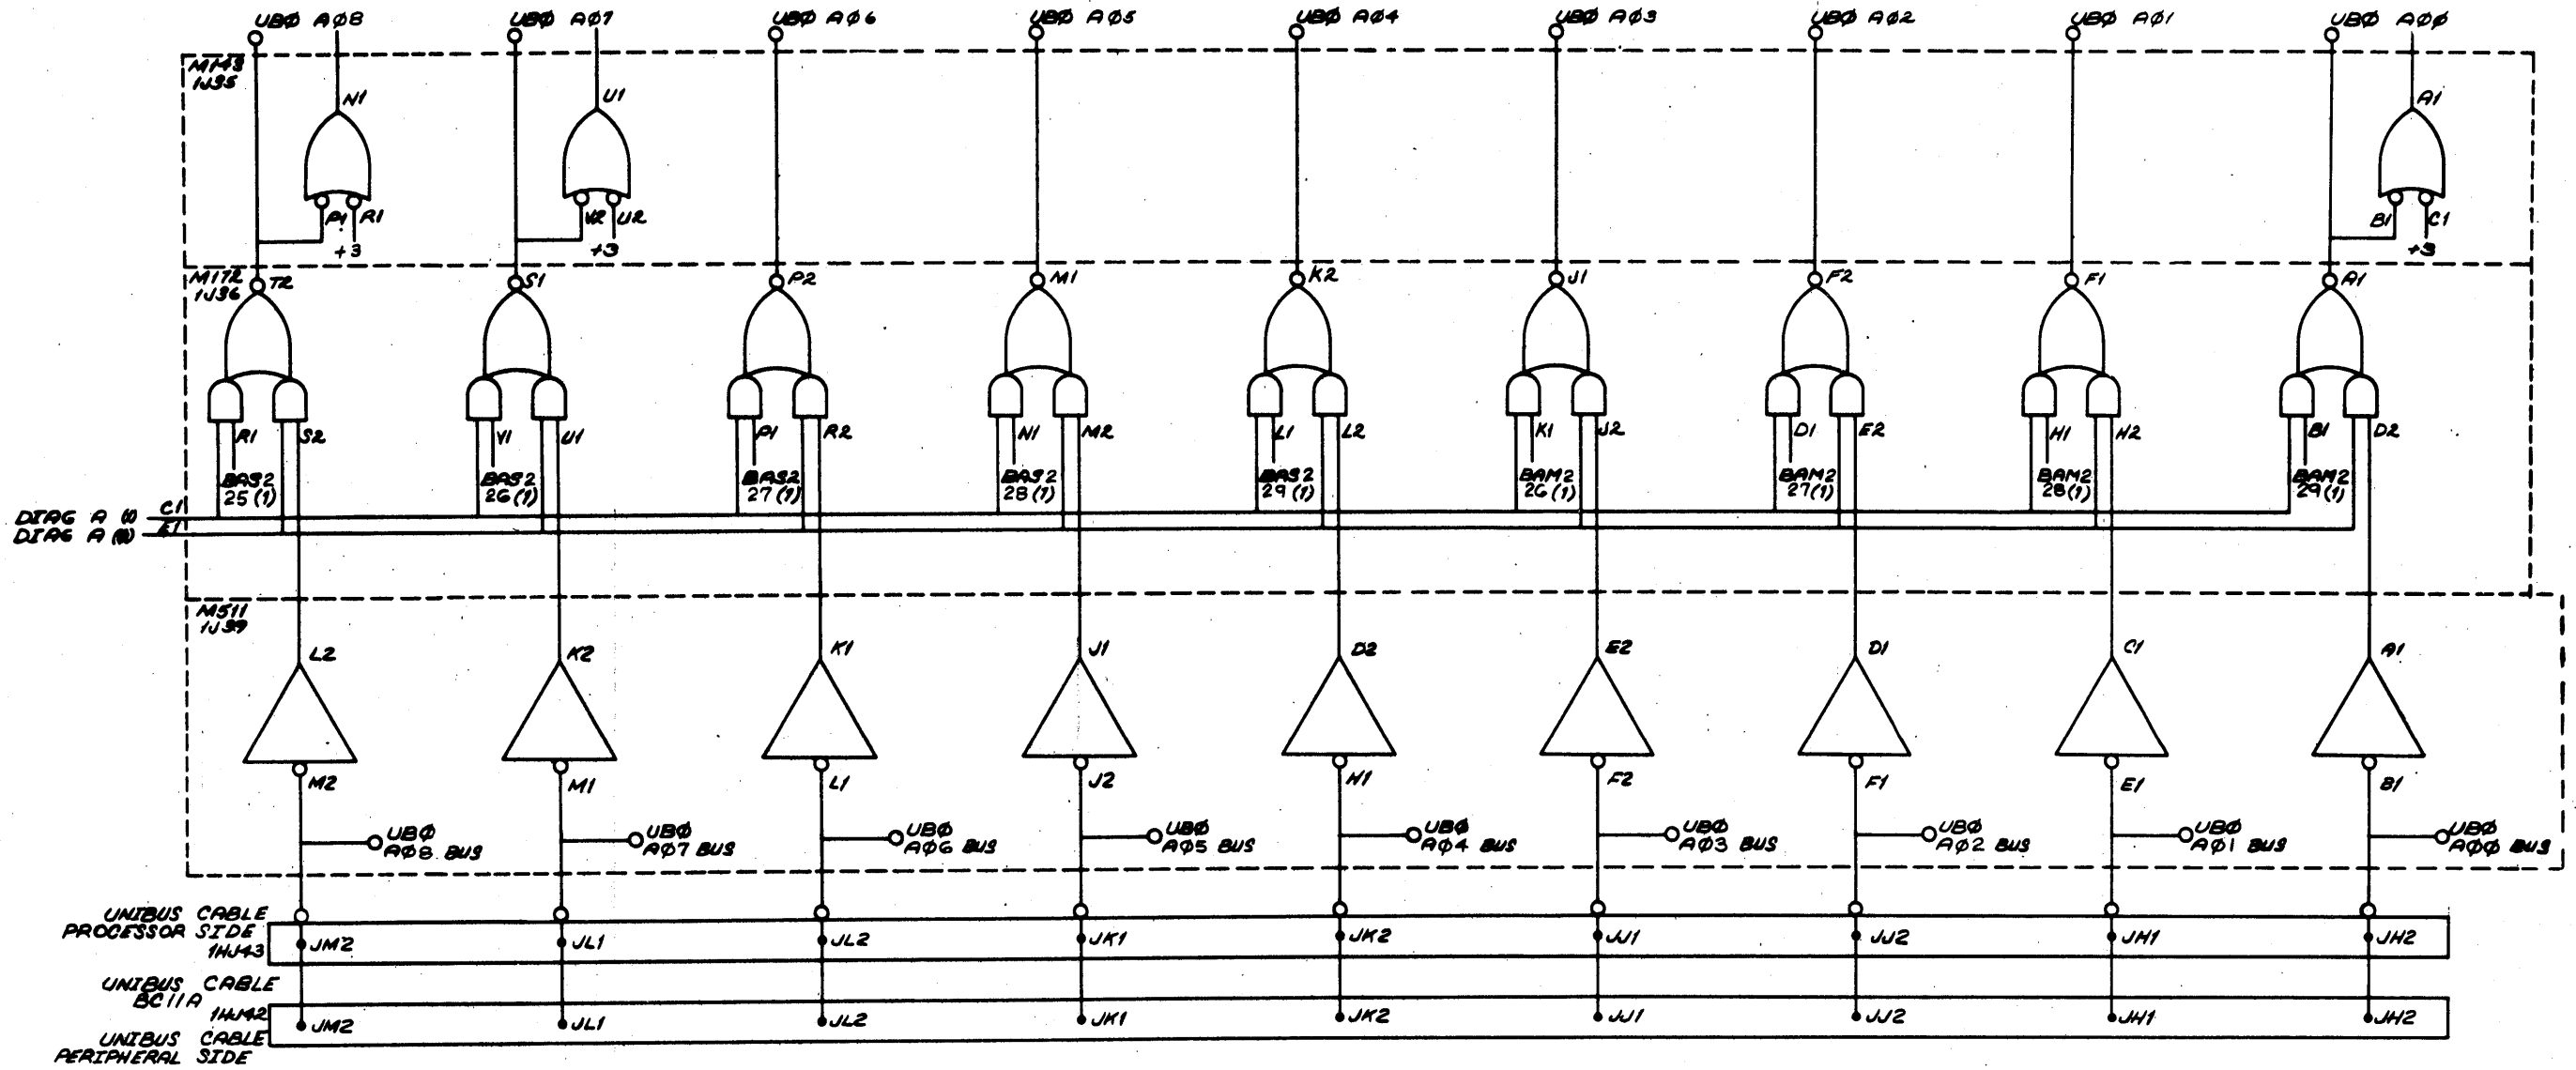 UBØ AØ8 UBØ AØ7 UBØ AØ6 UBØ AØ5 UBØ AØ4 UBØ AØ3 UBØ AØ2 UBØ AØ1 UBØ AØØ
M143
1J35
N1 U1 A1
P1 R1 V2 U2 B1 C1
+3 +3 +3
M172
1J36
T2 S1 P2 M1 K2 J1 F2 F1 A1
R1 S2 V1 U1 P1 R2 N1 M2 L1 L2 K1 J2 D1 E2 H1 H2 B1 D2
BAS2 BAS2 BAS2 BAS2 BAS2 BAM2 BAM2 BAM2 BAM2
25(1) 26(1) 27(1) 28(1) 29(1) 26(1) 27(1) 28(1) 29(1)
DIAG A (1) C1
DIAG A (0) E1
M511
1J39
L2 K2 K1 J1 D2 E2 D1 C1 A1
M2 M1 L1 J2 H1 F2 F1 E1 B1
UBØ UBØ UBØ UBØ UBØ UBØ UBØ UBØ UBØ
AØ8 BUS AØ7 BUS AØ6 BUS AØ5 BUS AØ4 BUS AØ3 BUS AØ2 BUS AØ1 BUS AØØ BUS
UNIBUS CABLE
PROCESSOR SIDE
1HJ43
JM2 JL1 JL2 JK1 JK2 JJ1 JJ2 JH1 JH2
UNIBUS CABLE
BC11A
1HJ42
JM2 JL1 JL2 JK1 JK2 JJ1 JJ2 JH1 JH2
UNIBUS CABLE
PERIPHERAL SIDE